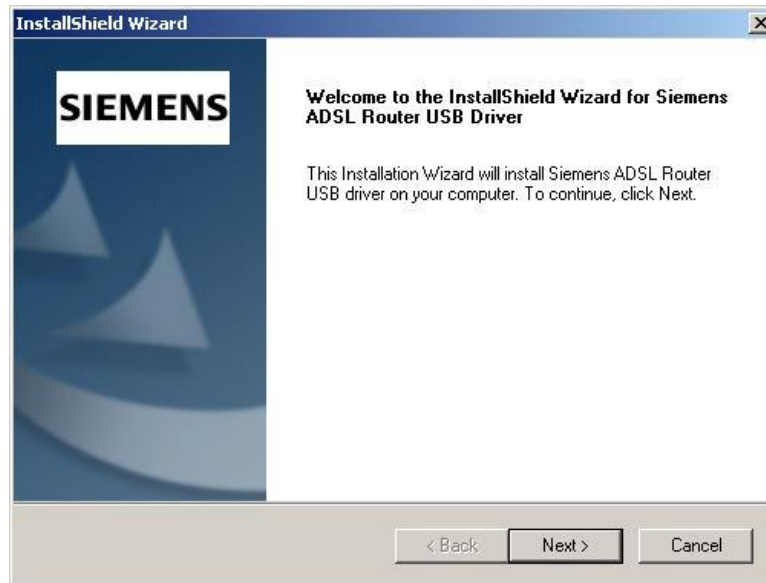 InstallShield Wizard
SIEMENS
Welcome to the InstallShield Wizard for Siemens
ADSL Router USB Driver
This Installation Wizard will install Siemens ADSL Router
USB driver on your computer. To continue, click Next.
< Back
Next >
Cancel